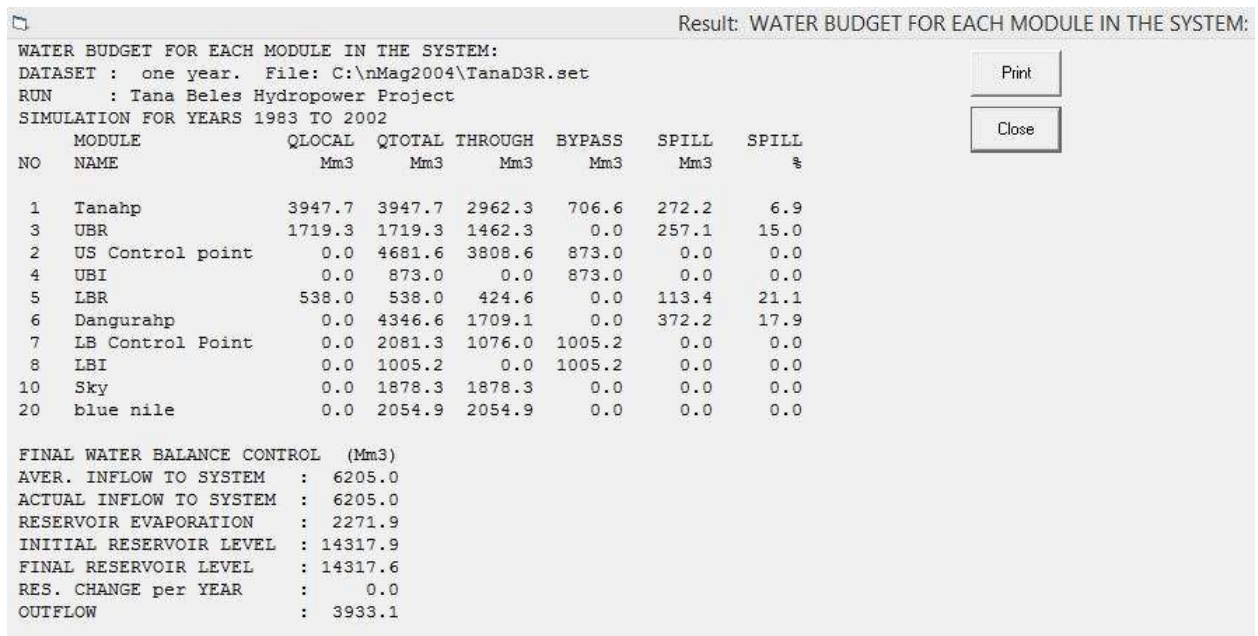 Result: WATER BUDGET FOR EACH MODULE IN THE SYSTEM:
WATER BUDGET FOR EACH MODULE IN THE SYSTEM:
DATASET : one year. File: C:\nMag2004\TanaD3R.set
RUN : Tana Beles Hydropower Project
SIMULATION FOR YEARS 1983 TO 2002
MODULE QLOCAL QTOTAL THROUGH BYPASS SPILL SPILL
NO NAME Mm3 Mm3 Mm3 Mm3 Mm3 %
1 Tanahp 3947.7 3947.7 2962.3 706.6 272.2 6.9
3 UBR 1719.3 1719.3 1462.3 0.0 257.1 15.0
2 US Control point 0.0 4681.6 3808.6 873.0 0.0 0.0
4 UBI 0.0 873.0 0.0 873.0 0.0 0.0
5 LBR 538.0 538.0 424.6 0.0 113.4 21.1
6 Dangurahp 0.0 4346.6 1709.1 0.0 372.2 17.9
7 LB Control Point 0.0 2081.3 1076.0 1005.2 0.0 0.0
8 LBI 0.0 1005.2 0.0 1005.2 0.0 0.0
10 Sky 0.0 1878.3 1878.3 0.0 0.0 0.0
20 blue nile 0.0 2054.9 2054.9 0.0 0.0 0.0
FINAL WATER BALANCE CONTROL (Mm3)
AVER. INFLOW TO SYSTEM : 6205.0
ACTUAL INFLOW TO SYSTEM : 6205.0
RESERVOIR EVAPORATION : 2271.9
INITIAL RESERVOIR LEVEL : 14317.9
FINAL RESERVOIR LEVEL : 14317.6
RES. CHANGE per YEAR : 0.0
OUTFLOW : 3933.1
Print
Close